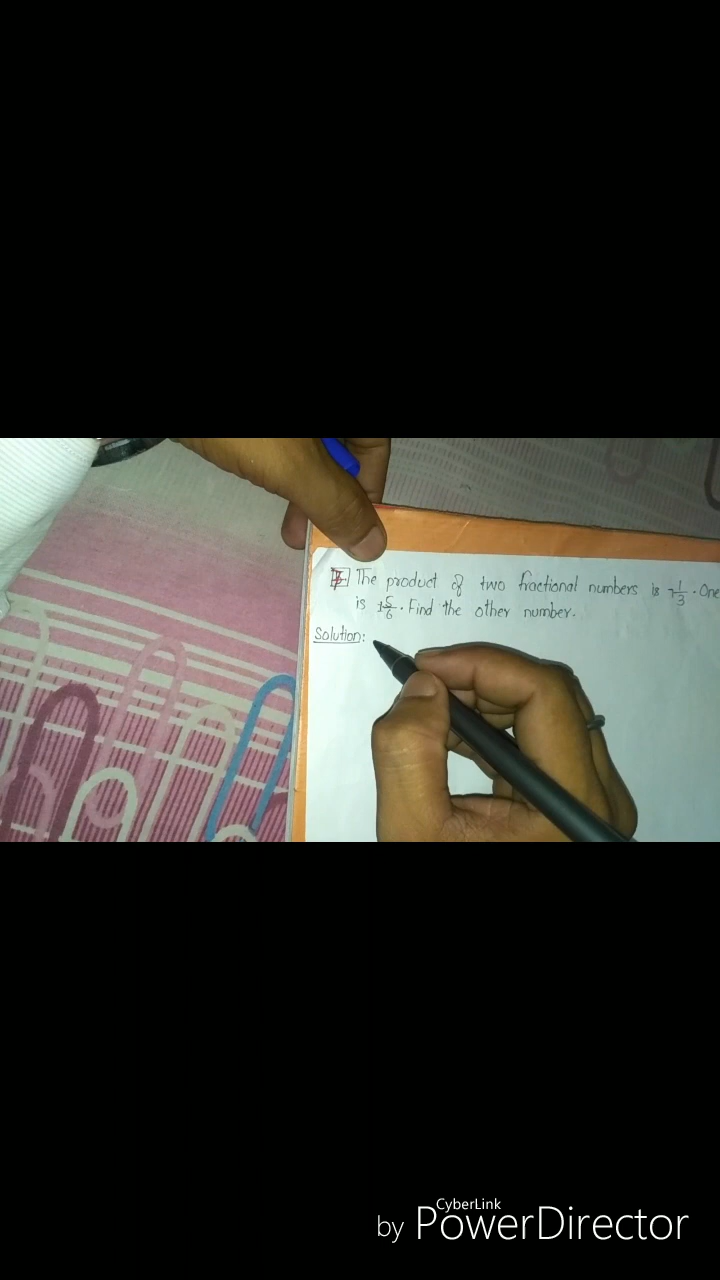 7 The product of two fractional numbers is 7 1/3. One
is 1 5/6. Find the other number.
Solution:
CyberLink
by PowerDirector